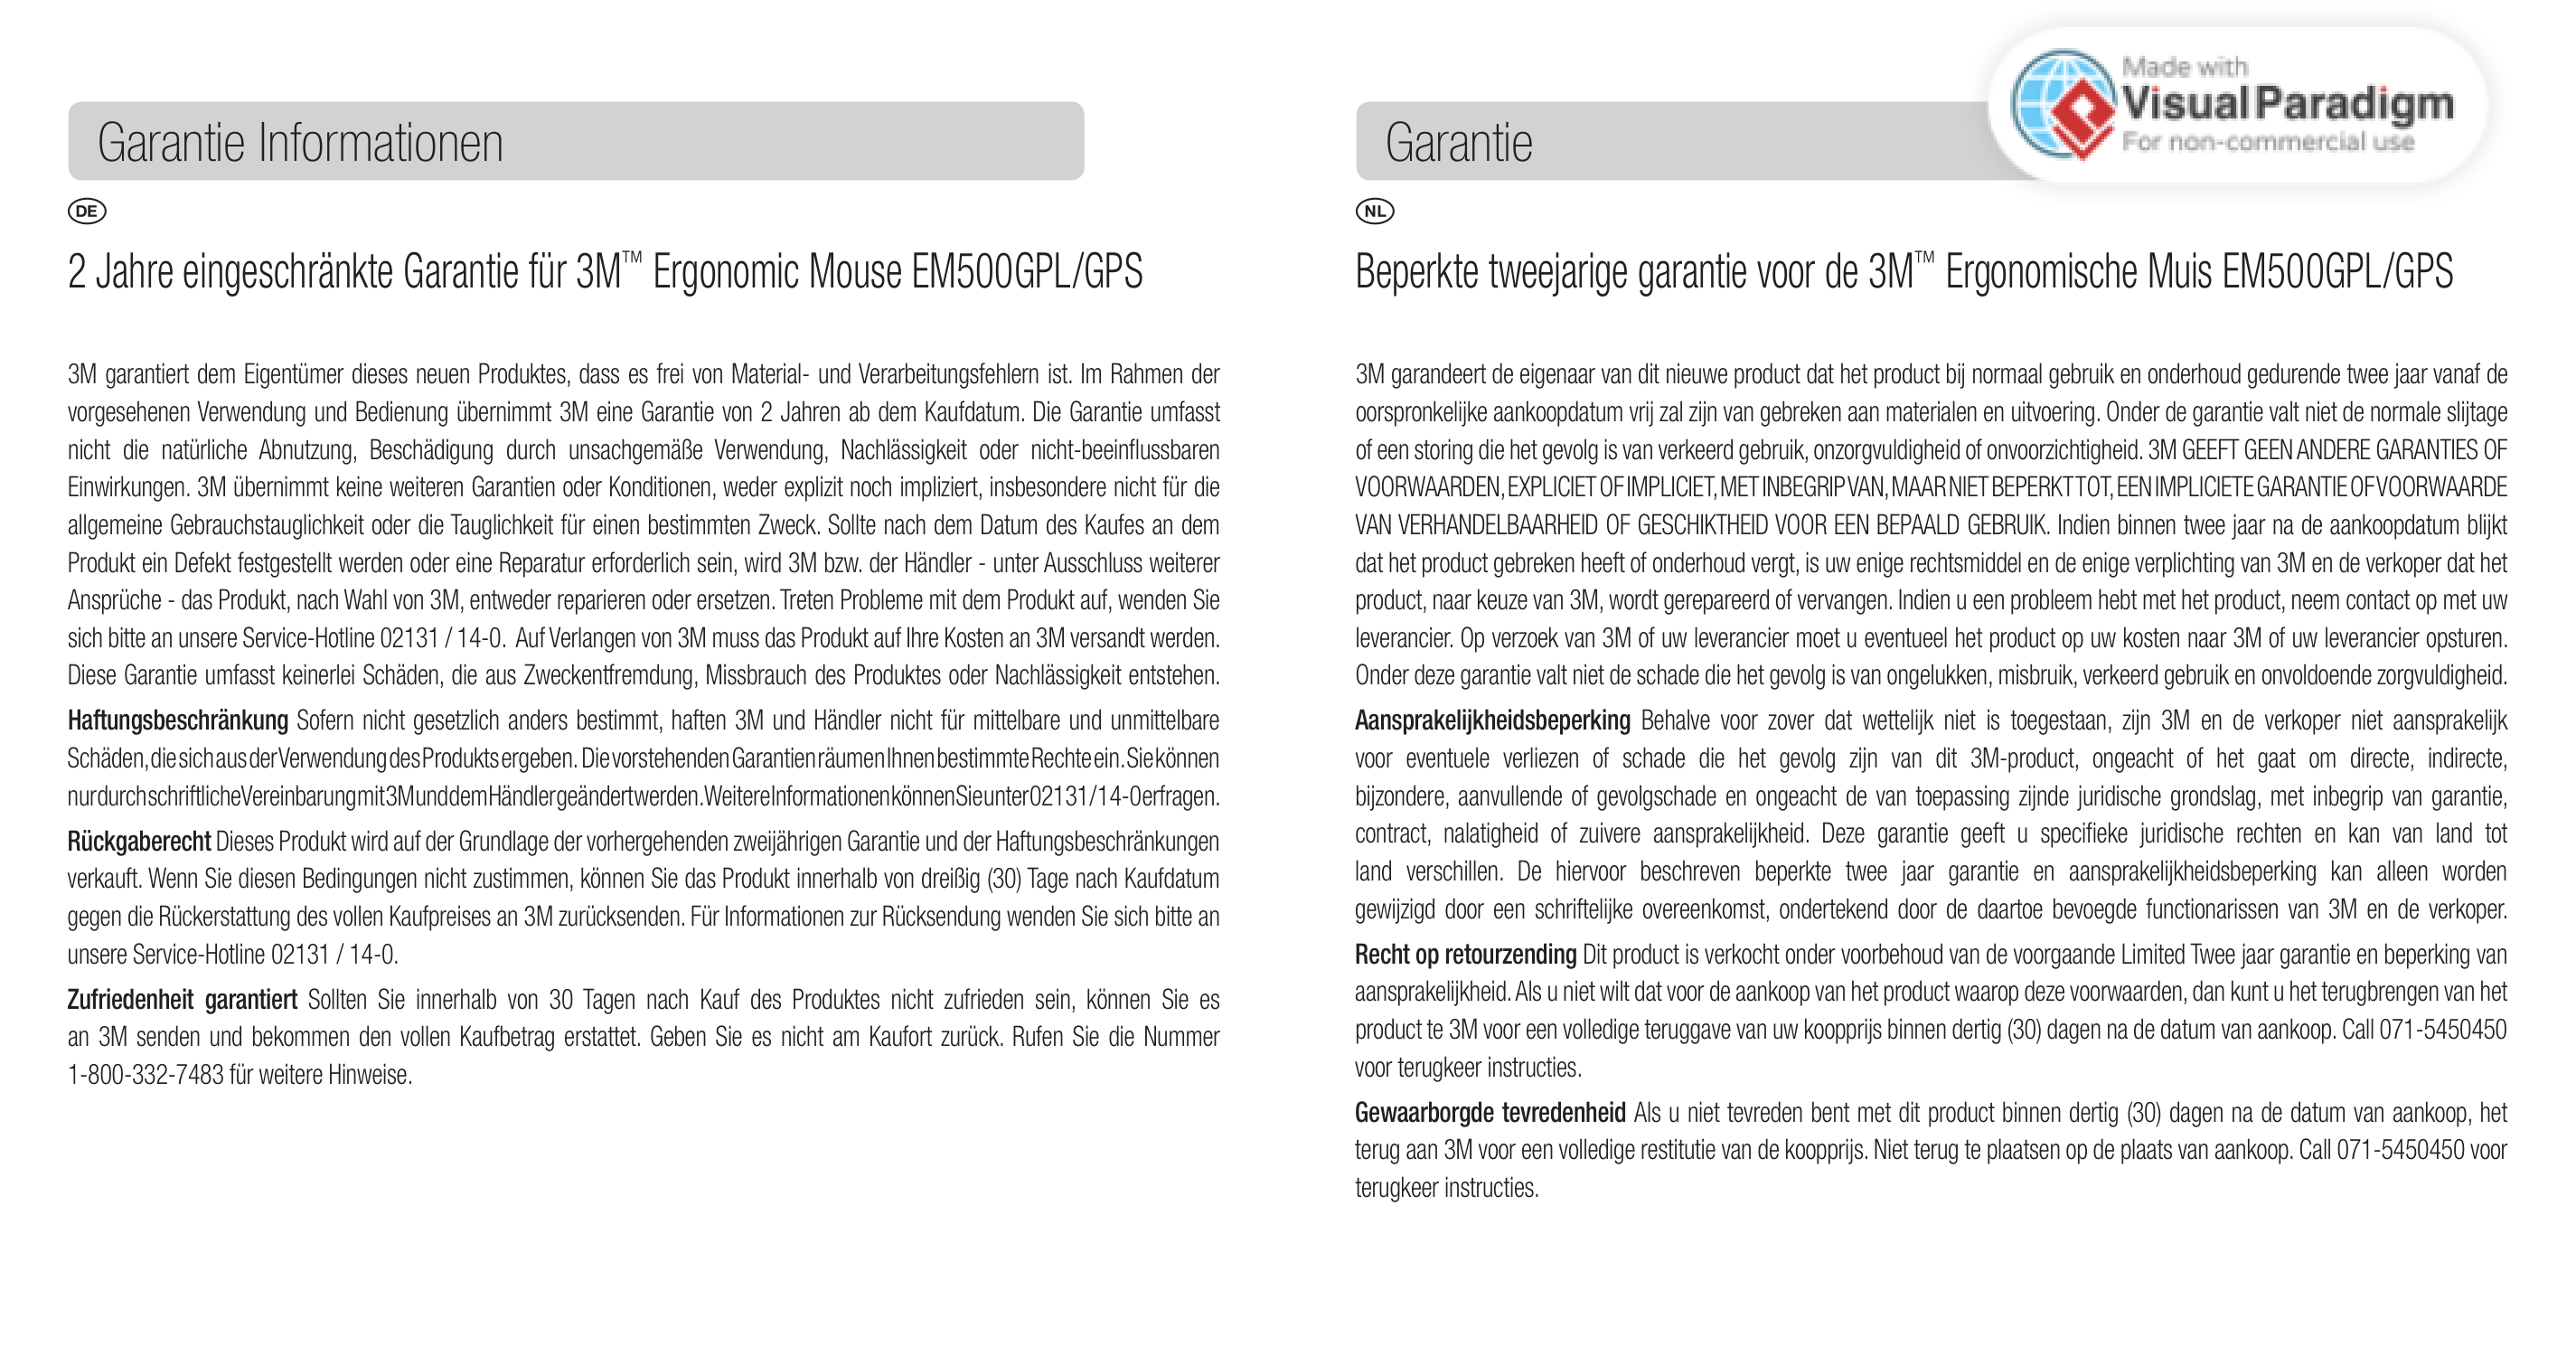 Garantie Informationen
DE
2 Jahre eingeschränkte Garantie für 3M™ Ergonomic Mouse EM500GPL/GPS
3M garantiert dem Eigentümer dieses neuen Produktes, dass es frei von Material- und Verarbeitungsfehlern ist. Im Rahmen der
vorgesehenen Verwendung und Bedienung übernimmt 3M eine Garantie von 2 Jahren ab dem Kaufdatum. Die Garantie umfasst
nicht die natürliche Abnutzung, Beschädigung durch unsachgemäße Verwendung, Nachlässigkeit oder nicht-beeinflussbaren
Einwirkungen. 3M übernimmt keine weiteren Garantien oder Konditionen, weder explizit noch impliziert, insbesondere nicht für die
allgemeine Gebrauchstauglichkeit oder die Tauglichkeit für einen bestimmten Zweck. Sollte nach dem Datum des Kaufes an dem
Produkt ein Defekt festgestellt werden oder eine Reparatur erforderlich sein, wird 3M bzw. der Händler - unter Ausschluss weiterer
Ansprüche - das Produkt, nach Wahl von 3M, entweder reparieren oder ersetzen. Treten Probleme mit dem Produkt auf, wenden Sie
sich bitte an unsere Service-Hotline 02131 / 14-0. Auf Verlangen von 3M muss das Produkt auf Ihre Kosten an 3M versandt werden.
Diese Garantie umfasst keinerlei Schäden, die aus Zweckentfremdung, Missbrauch des Produktes oder Nachlässigkeit entstehen.
Haftungsbeschränkung Sofern nicht gesetzlich anders bestimmt, haften 3M und Händler nicht für mittelbare und unmittelbare
Schäden, die sich aus der Verwendung des Produkts ergeben. Die vorstehenden Garantien räumen Ihnen bestimmte Rechte ein. Sie können
nur durch schriftliche Vereinbarung mit 3M und dem Händler geändert werden. Weitere Informationen können Sie unter 02131 / 14-0 erfragen.
Rückgaberecht Dieses Produkt wird auf der Grundlage der vorhergehenden zweijährigen Garantie und der Haftungsbeschränkungen
verkauft. Wenn Sie diesen Bedingungen nicht zustimmen, können Sie das Produkt innerhalb von dreißig (30) Tage nach Kaufdatum
gegen die Rückerstattung des vollen Kaufpreises an 3M zurücksenden. Für Informationen zur Rücksendung wenden Sie sich bitte an
unsere Service-Hotline 02131 / 14-0.
Zufriedenheit garantiert Sollten Sie innerhalb von 30 Tagen nach Kauf des Produktes nicht zufrieden sein, können Sie es
an 3M senden und bekommen den vollen Kaufbetrag erstattet. Geben Sie es nicht am Kaufort zurück. Rufen Sie die Nummer
1-800-332-7483 für weitere Hinweise.
Garantie
Made with
Visual Paradigm
For non-commercial use
NL
Beperkte tweejarige garantie voor de 3M™ Ergonomische Muis EM500GPL/GPS
3M garandeert de eigenaar van dit nieuwe product dat het product bij normaal gebruik en onderhoud gedurende twee jaar vanaf de
oorspronkelijke aankoopdatum vrij zal zijn van gebreken aan materialen en uitvoering. Onder de garantie valt niet de normale slijtage
of een storing die het gevolg is van verkeerd gebruik, onzorgvuldigheid of onvoorzichtigheid. 3M GEEFT GEEN ANDERE GARANTIES OF
VOORWAARDEN, EXPLICIET OF IMPLICIET, MET INBEGRIP VAN, MAAR NIET BEPERKT TOT, EEN IMPLICIETE GARANTIE OF VOORWAARDE
VAN VERHANDELBAARHEID OF GESCHIKTHEID VOOR EEN BEPAALD GEBRUIK. Indien binnen twee jaar na de aankoopdatum blijkt
dat het product gebreken heeft of onderhoud vergt, is uw enige rechtsmiddel en de enige verplichting van 3M en de verkoper dat het
product, naar keuze van 3M, wordt gerepareerd of vervangen. Indien u een probleem hebt met het product, neem contact op met uw
leverancier. Op verzoek van 3M of uw leverancier moet u eventueel het product op uw kosten naar 3M of uw leverancier opsturen.
Onder deze garantie valt niet de schade die het gevolg is van ongelukken, misbruik, verkeerd gebruik en onvoldoende zorgvuldigheid.
Aansprakelijkheidsbeperking Behalve voor zover dat wettelijk niet is toegestaan, zijn 3M en de verkoper niet aansprakelijk
voor eventuele verliezen of schade die het gevolg zijn van dit 3M-product, ongeacht of het gaat om directe, indirecte,
bijzondere, aanvullende of gevolgschade en ongeacht de van toepassing zijnde juridische grondslag, met inbegrip van garantie,
contract, nalatigheid of zuivere aansprakelijkheid. Deze garantie geeft u specifieke juridische rechten en kan van land tot
land verschillen. De hiervoor beschreven beperkte twee jaar garantie en aansprakelijkheidsbeperking kan alleen worden
gewijzigd door een schriftelijke overeenkomst, ondertekend door de daartoe bevoegde functionarissen van 3M en de verkoper.
Recht op retourzending Dit product is verkocht onder voorbehoud van de voorgaande Limited Twee jaar garantie en beperking van
aansprakelijkheid. Als u niet wilt dat voor de aankoop van het product waarop deze voorwaarden, dan kunt u het terugbrengen van het
product te 3M voor een volledige teruggave van uw koopprijs binnen dertig (30) dagen na de datum van aankoop. Call 071-5450450
voor terugkeer instructies.
Gewaarborgde tevredenheid Als u niet tevreden bent met dit product binnen dertig (30) dagen na de datum van aankoop, het
terug aan 3M voor een volledige restitutie van de koopprijs. Niet terug te plaatsen op de plaats van aankoop. Call 071-5450450 voor
terugkeer instructies.